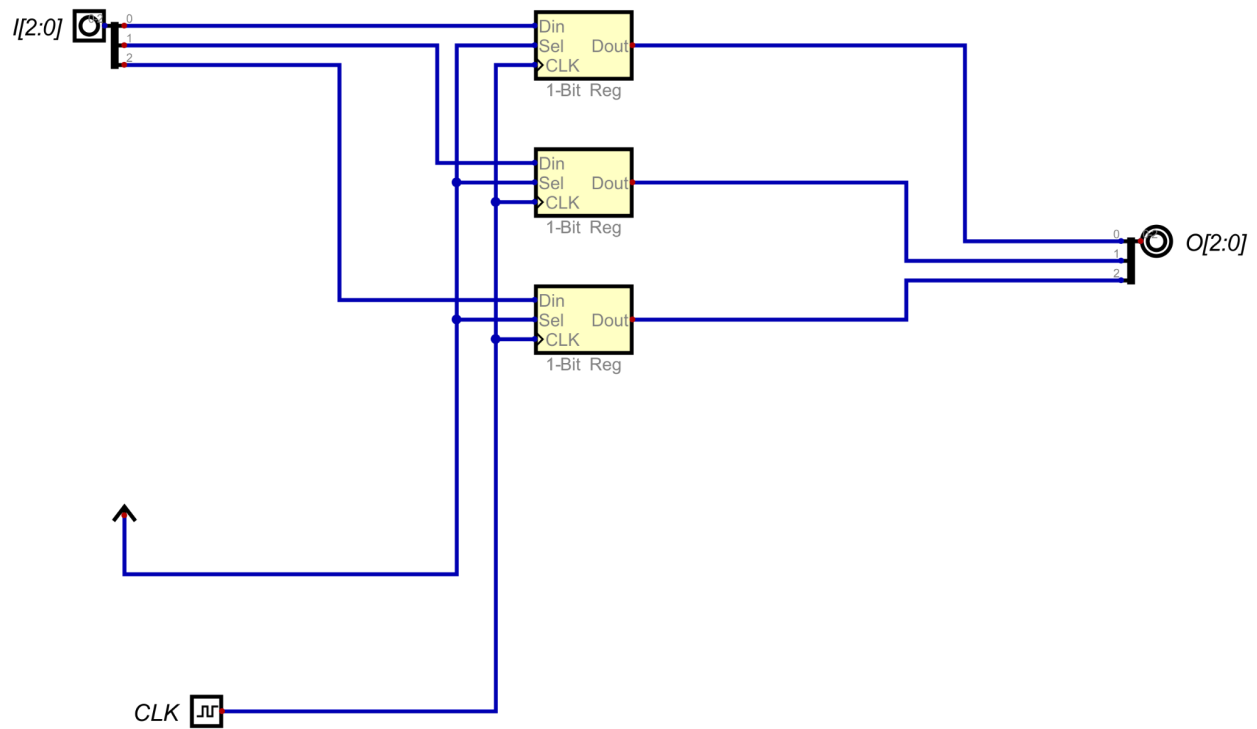 I[2:0]
0
1
2
Din
Sel
Dout
CLK
1-Bit Reg
Din
Sel
Dout
CLK
1-Bit Reg
0
1
2
O[2:0]
Din
Sel
Dout
CLK
1-Bit Reg
CLK